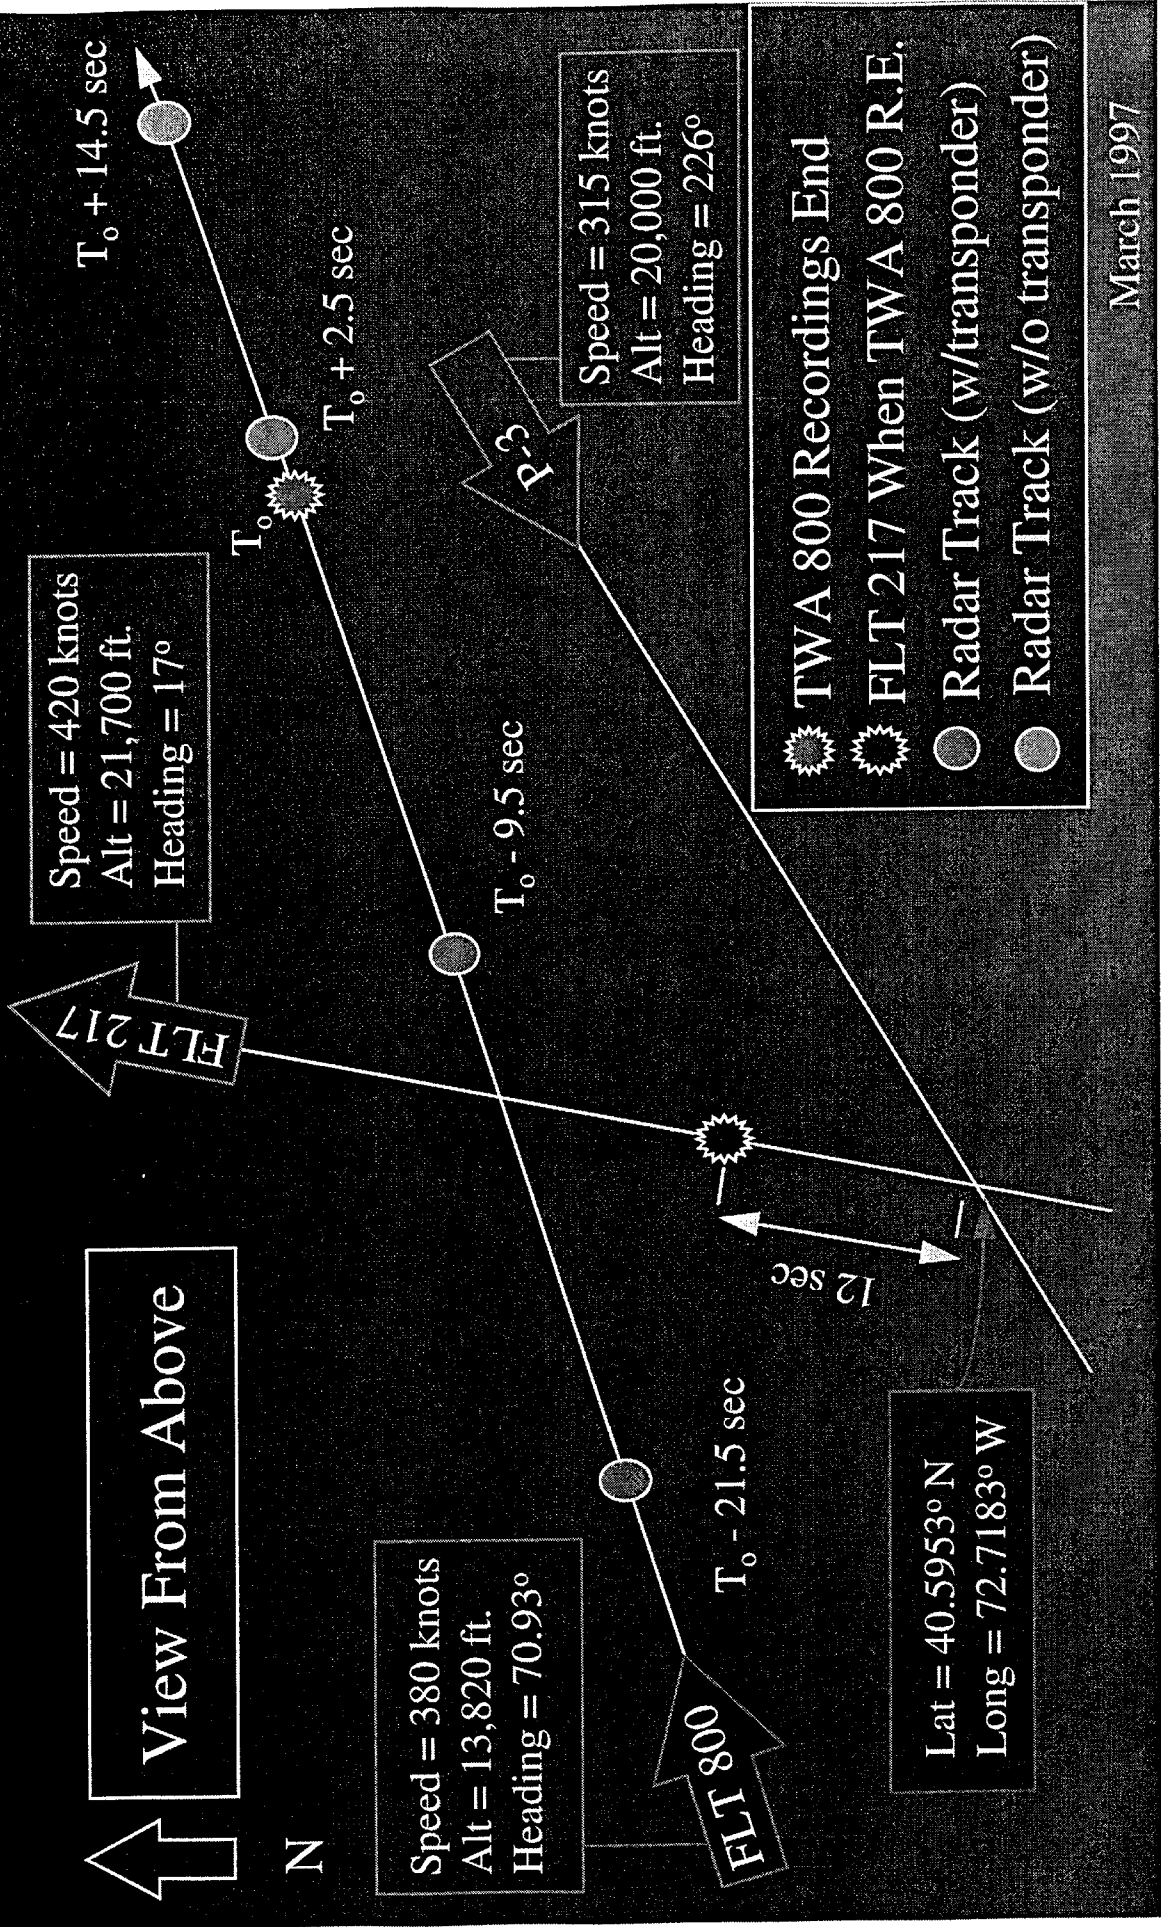 View From Above
N
Speed = 420 knots
Alt = 21,700 ft.
Heading = 17°
FLT 217
T₀ + 14.5 sec
T₀
T₀ + 2.5 sec
Speed = 380 knots
Alt = 13,820 ft.
Heading = 70.93°
FLT 800
T₀ - 21.5 sec
T₀ - 9.5 sec
P-3
Speed = 315 knots
Alt = 20,000 ft.
Heading = 226°
12 sec
Lat = 40.5953° N
Long = 72.7183° W
TWA 800 Recordings End
FLT 217 When TWA 800 R.E.
Radar Track (w/transponder)
Radar Track (w/o transponder)
March 1997